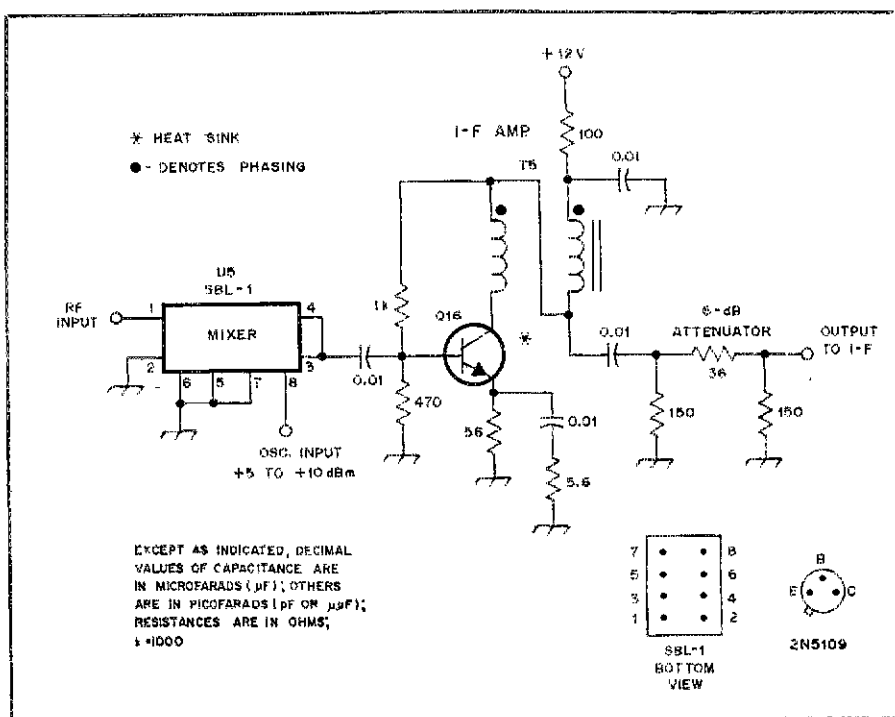 +12V
100
0.01
✳ HEAT SINK
● - DENOTES PHASING
I-F AMP
T5
U5
SBL-1
RF
INPUT
1
2
MIXER
4
3
6
5
7
8
0.01
1k
Q16
✳
470
56
0.01
5.6
0.01
6-dB
ATTENUATOR
36
150
150
OUTPUT
TO I-F
OSC. INPUT
+5 TO +10 dBm
EXCEPT AS INDICATED, DECIMAL
VALUES OF CAPACITANCE ARE
IN MICROFARADS (µF); OTHERS
ARE IN PICOFARADS (pF OR µµF);
RESISTANCES ARE IN OHMS;
k=1000
7 8
5 6
3 4
1 2
SBL-1
BOTTOM
VIEW
B
E C
2N5109